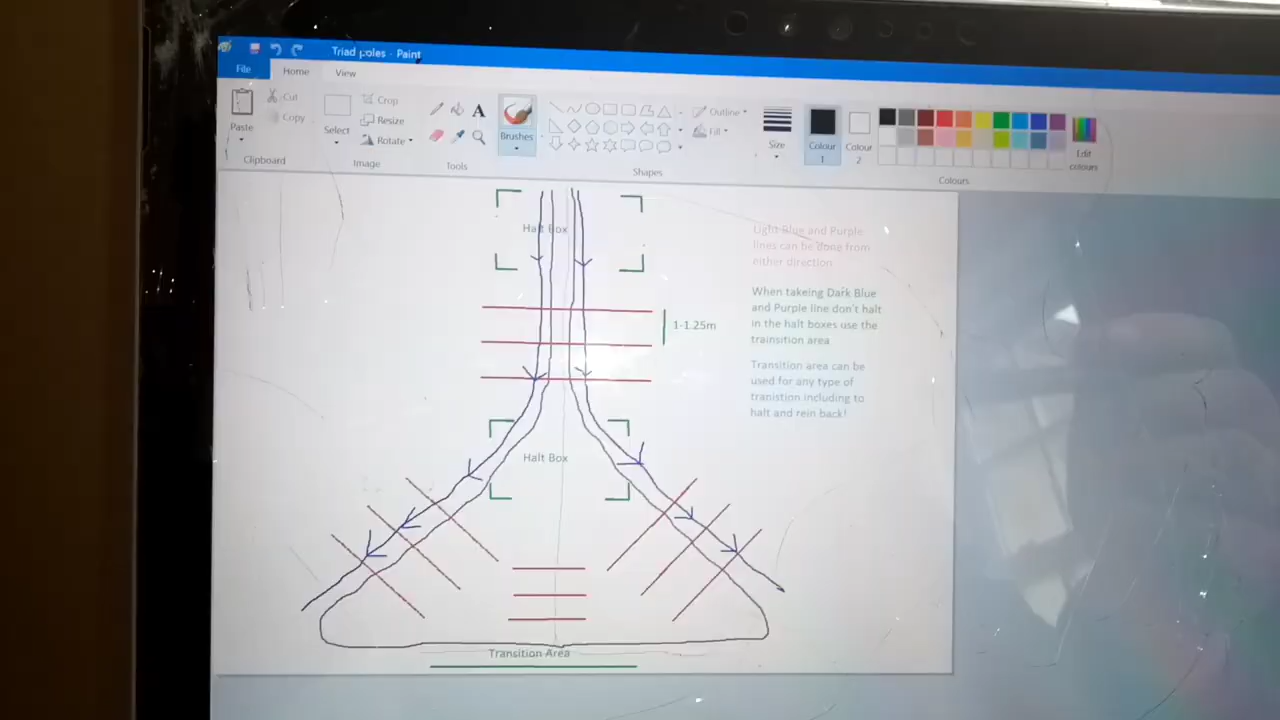 Triad poles - Paint
File
Home
View
Paste
Cut
Copy
Clipboard
Select
Crop
Resize
Rotate
Image
A
Tools
Brushes
Shapes
Outline
Fill
Size
Colour
1
Colour
2
Edit
colours
Colours
Halt Box
Light Blue and Purple
lines can be done from
either direction
When takeing Dark Blue
and Purple line don't halt
in the halt boxes use the
trainsition area
1-1.25m
Transition area can be
used for any type of
tranistion including to
halt and rein back!
Halt Box
Transition Area